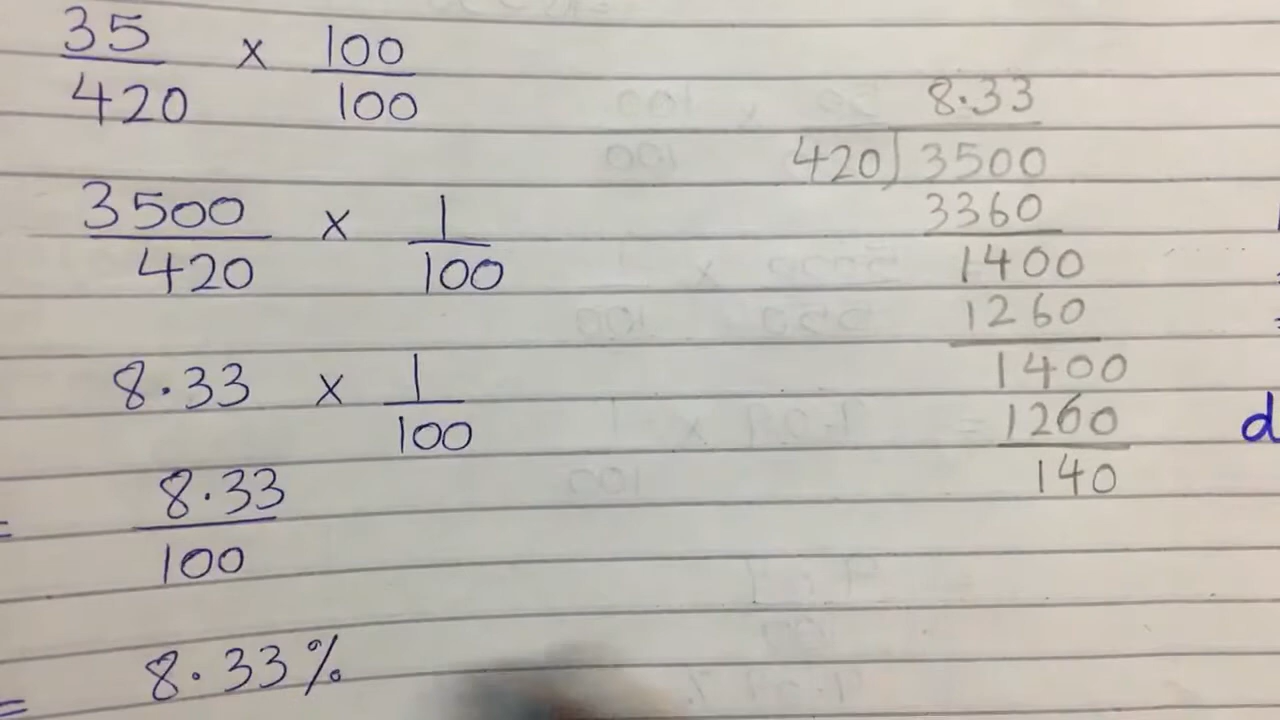 35/420 × 100/100
3500/420 × 1/100
8.33 × 1/100
= 8.33/100
= 8.33%
8.33
420)3500
3360
1400
1260
1400
1260
140
d